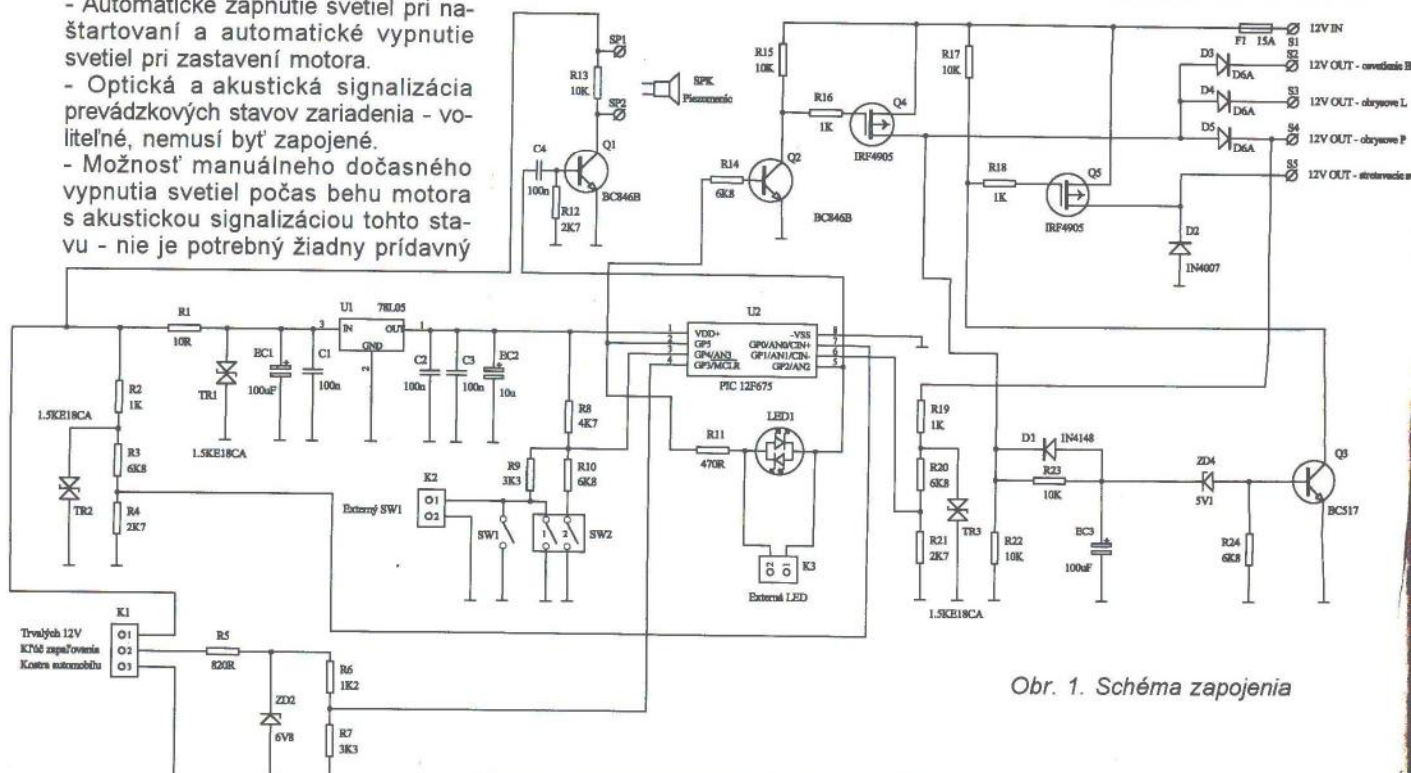 - Automatické zapnutie svetiel pri na-
štartovaní a automatické vypnutie
svetiel pri zastavení motora.
- Optická a akustická signalizácia
prevádzkových stavov zariadenia - vo-
liteľné, nemusí byť zapojené.
- Možnosť manuálneho dočasného
vypnutia svetiel počas behu motora
s akustickou signalizáciou tohto sta-
vu - nie je potrebný žiadny prídavný
SP1
R13
10K
SP2
SPK
Piezomenic
C4
100n
Q1
BC846B
R12
2K7
R15
10K
R16
1K
Q4
IRF4905
R14
6K8
Q2
BC846B
R17
10K
R18
1K
Q5
IRF4905
F1 15A
S1
12V IN
D3
D6A
S2
12V OUT - osvetlenie
D4
D6A
S3
12V OUT - obrysove L
D5
D6A
S4
12V OUT - obrysove P
S5
12V OUT - stretavacie
D2
1N4007
R1
10R
TR1
1.5KE18CA
EC1
100uF
C1
100n
U1 78L05
3 IN OUT 1
GND
2
C2
100n
C3
100n
EC2
10u
R2
1K
1.5KE18CA
R3
6K8
TR2
R4
2K7
R8
4K7
R9
3K3
R10
6K8
K2
O1
O2
Externý SW1
SW1
1 2
SW2
U2
1 VDD+ -VSS 8
2 GP5 GP0/AN0/CIN+ 7
3 GP4/AN3 GP1/AN1/CIN- 6
4 GP3/MCLR GP2/AN2 5
PIC 12F675
LED1
R11
470R
O2 O1
K3
Externá LED
R19
1K
R20
6K8
TR3
R21
2K7
1.5KE18CA
R22
10K
D1 1N4148
R23
10K
EC3
100uF
ZD4
5V1
R24
6K8
Q3
BC517
K1
Trvalých 12V O1
Kľúč zapaľovania O2
Kostra automobilu O3
R5
820R
ZD2
6V8
R6
1K2
R7
3K3
Obr. 1. Schéma zapojenia